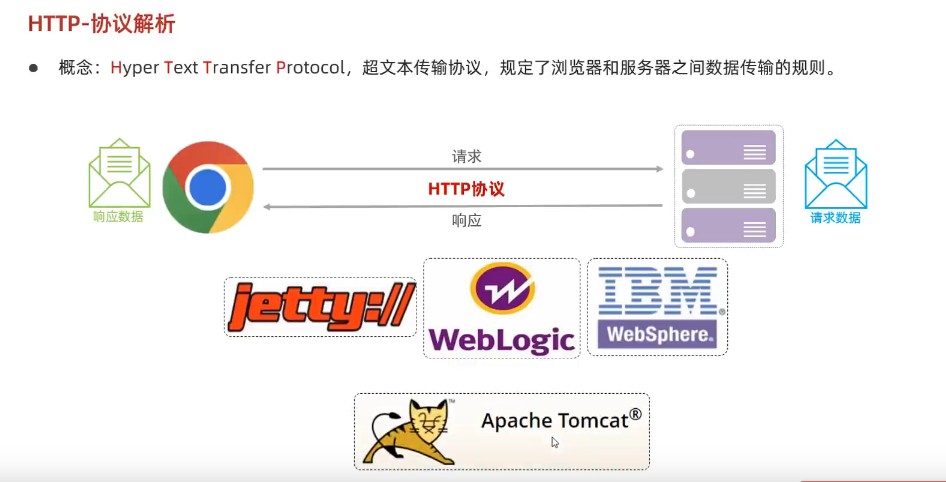 HTTP-协议解析
● 概念：Hyper Text Transfer Protocol，超文本传输协议，规定了浏览器和服务器之间数据传输的规则。
请求
HTTP协议
响应
响应数据
请求数据
jetty://
WebLogic
IBM®
WebSphere.
™
Apache Tomcat®